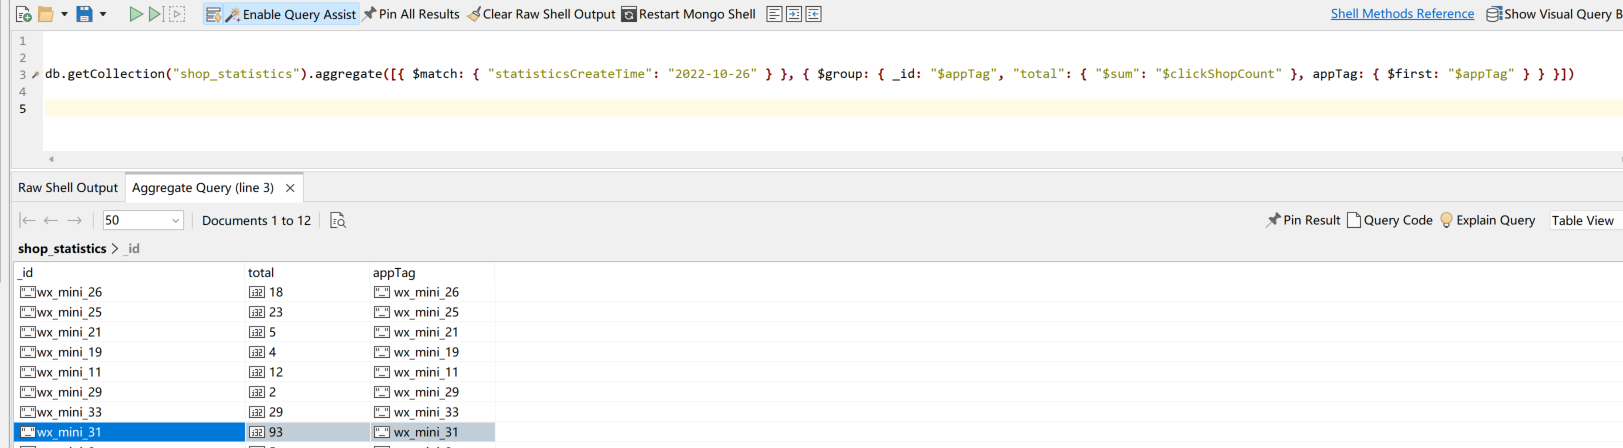 Enable Query Assist Pin All Results Clear Raw Shell Output Restart Mongo Shell Shell Methods Reference Show Visual Query B
1
2
3 db.getCollection("shop_statistics").aggregate([{ $match: { "statisticsCreateTime": "2022-10-26" } }, { $group: { _id: "$appTag", "total": { "$sum": "$clickShopCount" }, appTag: { $first: "$appTag" } } }])
4
5
Raw Shell Output Aggregate Query (line 3) ×
50 Documents 1 to 12 Pin Result Query Code Explain Query Table View
shop_statistics > _id
_id total appTag
wx_mini_26 18 wx_mini_26
wx_mini_25 23 wx_mini_25
wx_mini_21 5 wx_mini_21
wx_mini_19 4 wx_mini_19
wx_mini_11 12 wx_mini_11
wx_mini_29 2 wx_mini_29
wx_mini_33 29 wx_mini_33
wx_mini_31 93 wx_mini_31